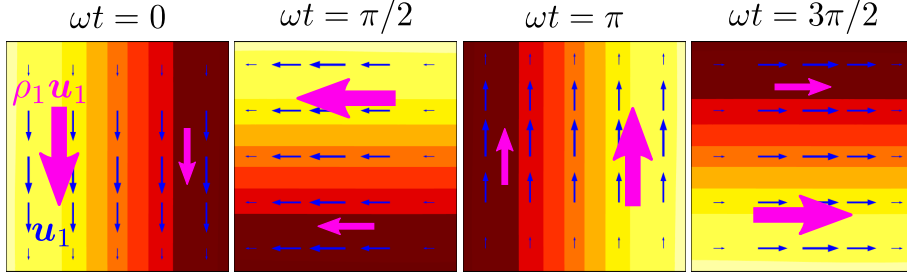 ωt = 0
ωt = π/2
ωt = π
ωt = 3π/2
ρ₁u₁
u₁